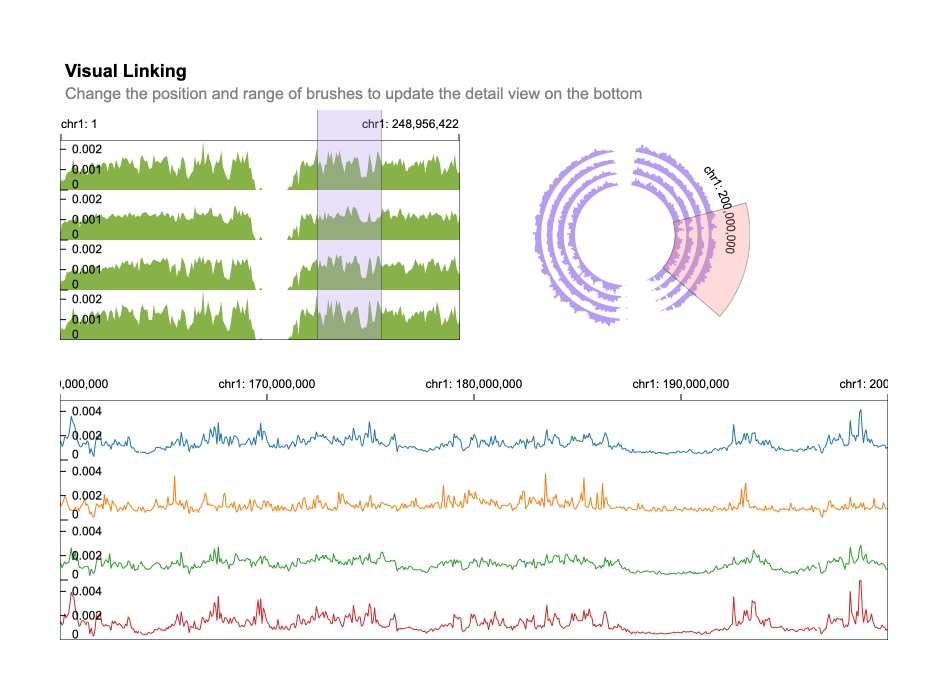 Visual Linking
Change the position and range of brushes to update the detail view on the bottom
chr1: 1
chr1: 248,956,422
0.002
0.001
0
0.002
0.001
0
0.002
0.001
0
0.002
0.001
0
chr1: 200,000,000
),000,000
chr1: 170,000,000
chr1: 180,000,000
chr1: 190,000,000
chr1: 200
0.004
0.002
0
0.004
0.002
0
0.004
0.002
0
0.004
0.002
0